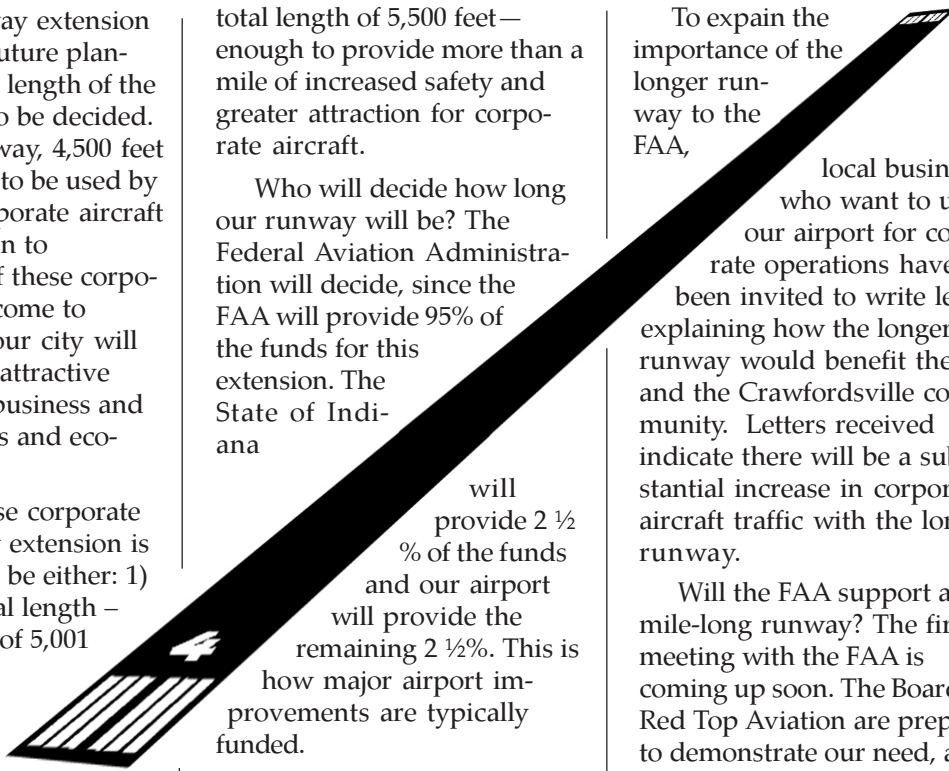 ay extension
uture plan-
length of the
o be decided.
way, 4,500 feet
to be used by
porate aircraft
n to
f these corpo-
come to
our city will
attractive
business and
s and eco-
se corporate
extension is
be either: 1)
al length –
of 5,001
total length of 5,500 feet—
enough to provide more than a
mile of increased safety and
greater attraction for corpo-
rate aircraft.
Who will decide how long
our runway will be? The
Federal Aviation Administra-
tion will decide, since the
FAA will provide 95% of
the funds for this
extension. The
State of Indi-
ana
will
provide 2 ½
% of the funds
and our airport
will provide the
remaining 2 ½%. This is
how major airport im-
provements are typically
funded.
To expain the
importance of the
longer run-
way to the
FAA,
local busin
who want to u
our airport for co
rate operations have
been invited to write le
explaining how the longer
runway would benefit the
and the Crawfordsville co
munity. Letters received
indicate there will be a su
stantial increase in corpor
aircraft traffic with the lo
runway.
Will the FAA support a
mile-long runway? The fir
meeting with the FAA is
coming up soon. The Board
Red Top Aviation are prep
to demonstrate our need, a
4